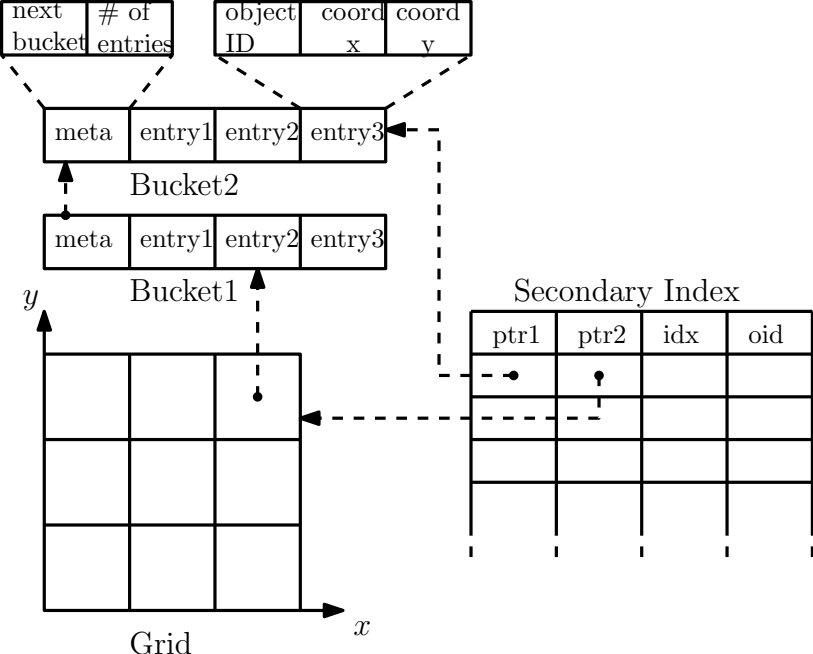 next # of
bucket entries
object coord coord
ID x y
meta entry1 entry2 entry3
Bucket2
meta entry1 entry2 entry3
Bucket1
y
Secondary Index
ptr1 ptr2 idx oid
x
Grid